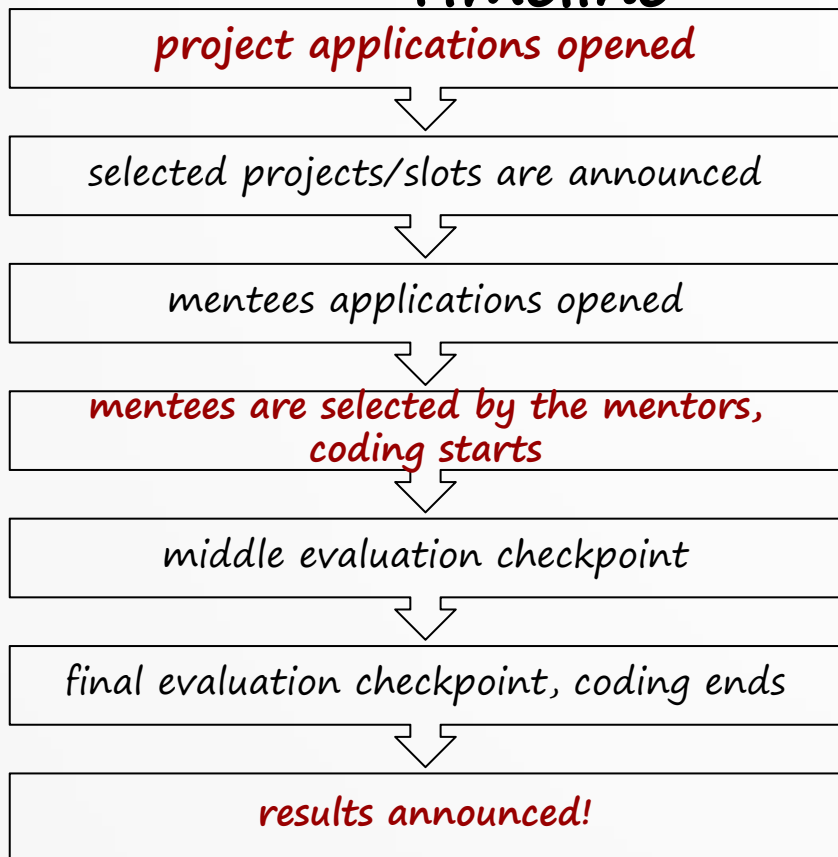 Timeline
project applications opened
selected projects/slots are announced
mentees applications opened
mentees are selected by the mentors,
coding starts
middle evaluation checkpoint
final evaluation checkpoint, coding ends
results announced!